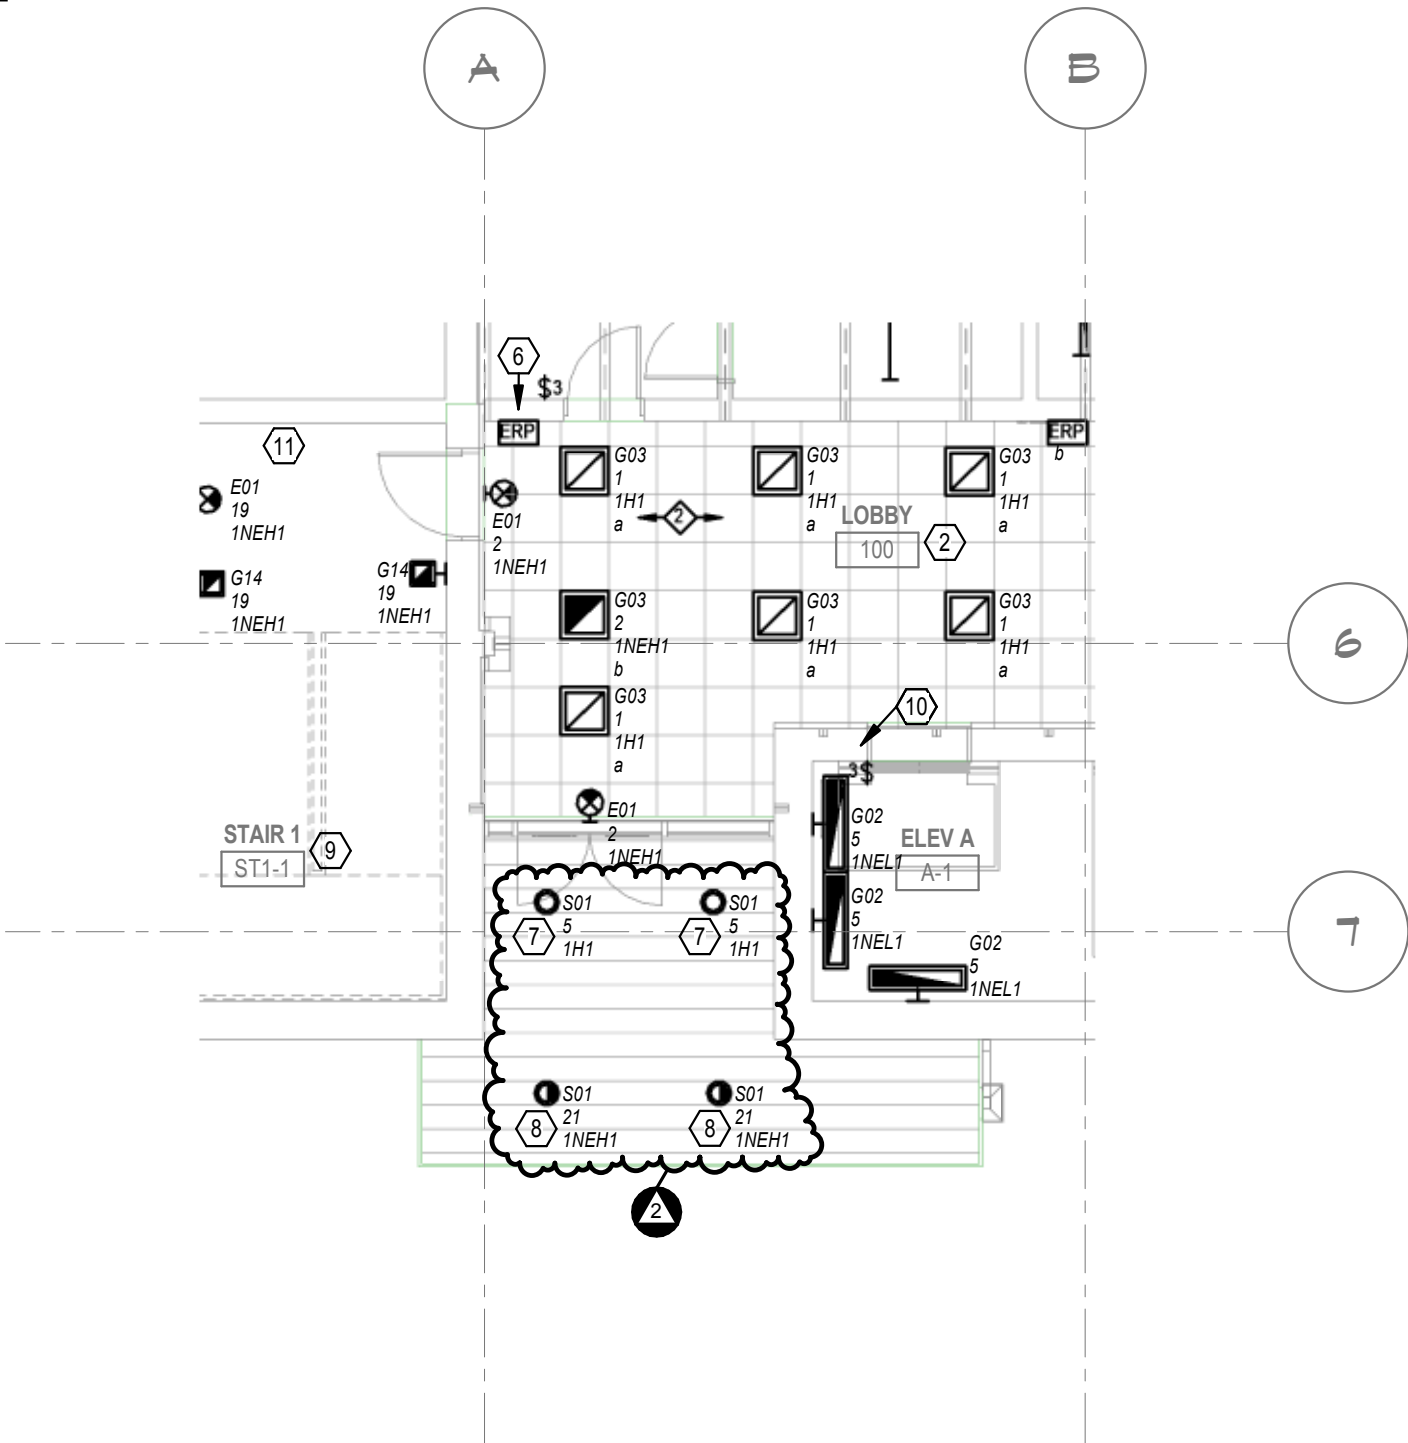 A
B
6
$3
ERP
ERP
b
11
E01
19
1NEH1
G03
1
1H1
a
G03
1
1H1
a
G03
1
1H1
a
E01
2
1NEH1
2
LOBBY
100
2
G14
19
1NEH1
G14
19
1NEH1
G03
2
1NEH1
b
G03
1
1H1
a
G03
1
1H1
a
6
G03
1
1H1
a
10
3$
E01
2
1NEH1
G02
5
1NEL1
STAIR 1
ST1-1
9
ELEV A
A-1
S01
5
1H1
7
S01
5
1H1
7
G02
5
1NEL1
G02
5
1NEL1
7
S01
21
1NEH1
8
S01
21
1NEH1
8
2